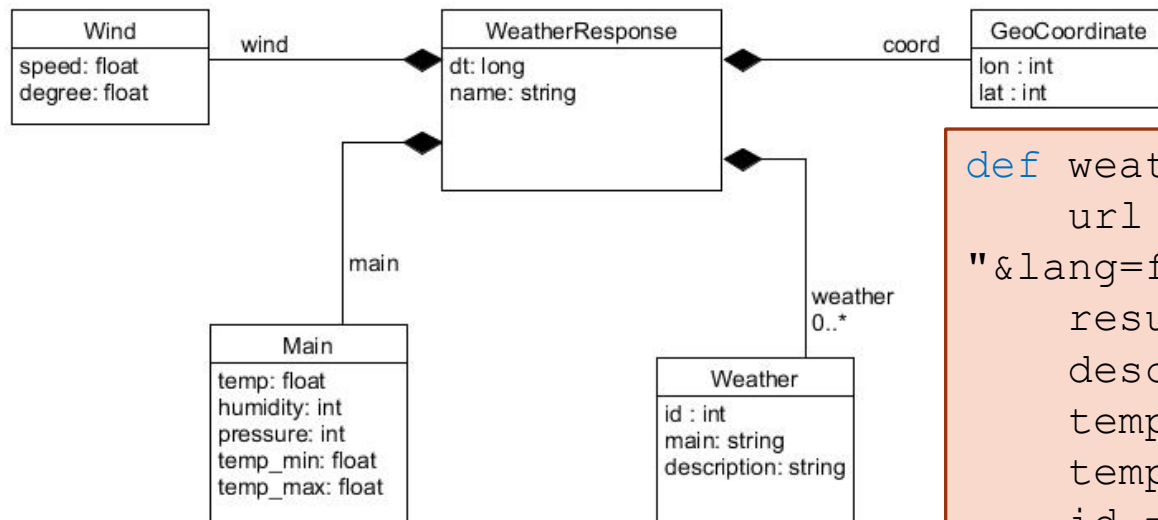 Wind
speed: float
degree: float
wind
WeatherResponse
dt: long
name: string
coord
GeoCoordinate
lon : int
lat : int
main
Main
temp: float
humidity: int
pressure: int
temp_min: float
temp_max: float
weather
0..*
Weather
id : int
main: string
description: string
def
url
"&lang=